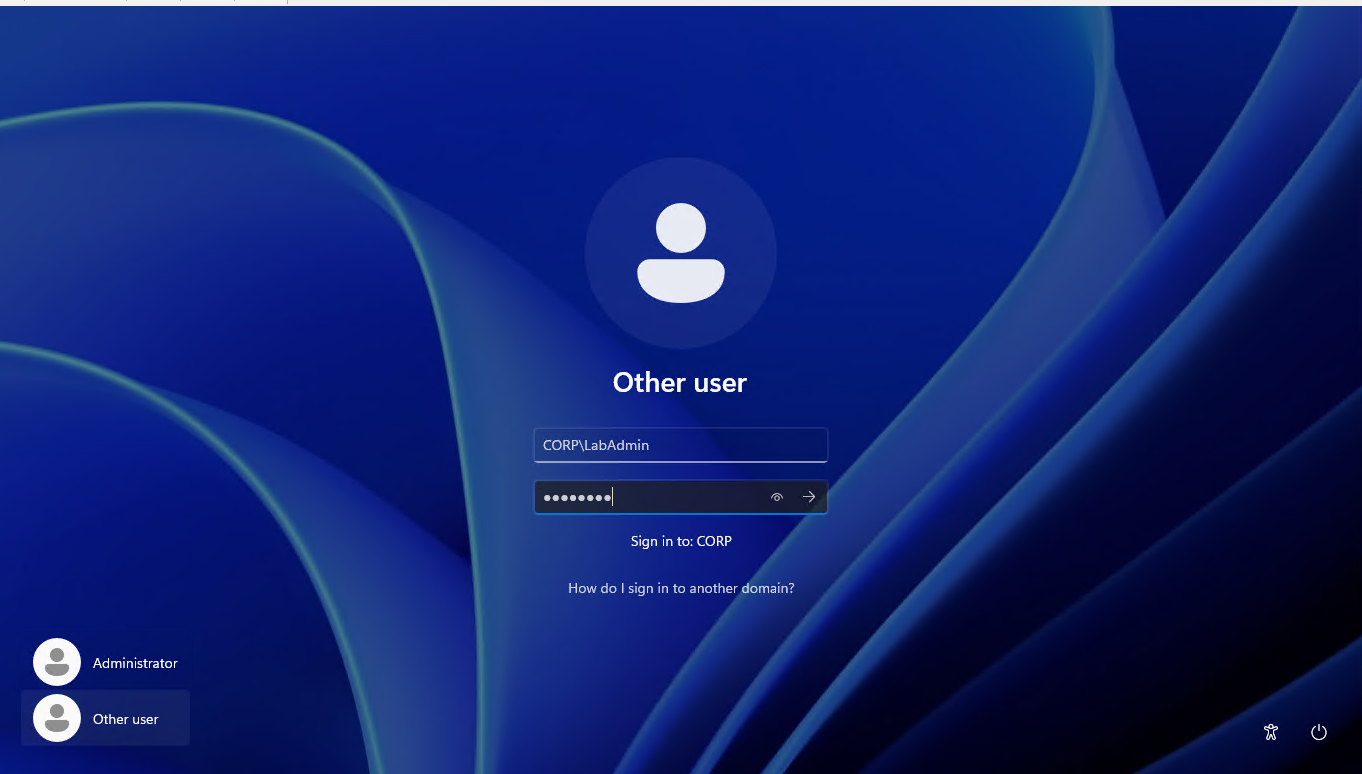 Other user
CORP\LabAdmin
●●●●●●●●
Sign in to: CORP
How do I sign in to another domain?
Administrator
Other user